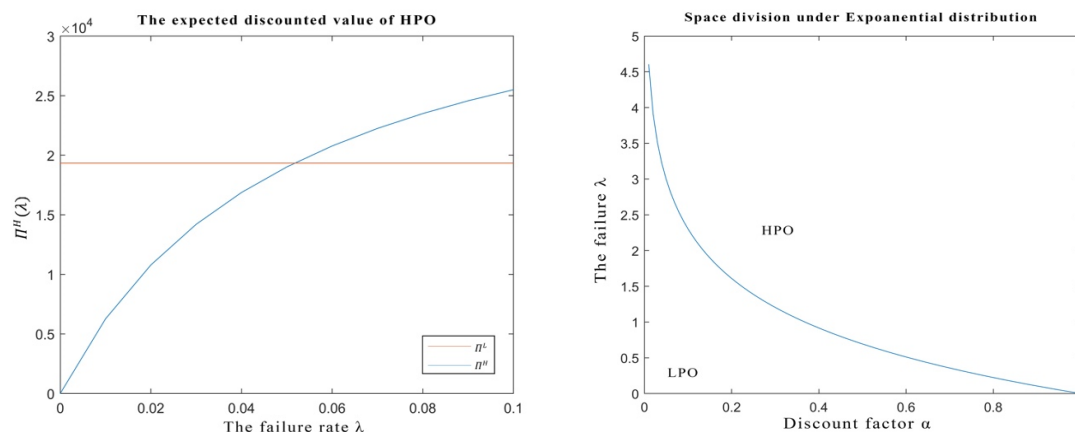 The expected discounted value of HPO
×10⁴
3
2.5
2
1.5
1
0.5
0
0 0.02 0.04 0.06 0.08 0.1
Π^H(λ)
The failure rate λ
Π^L
Π^H
Space division under Expoanential distribution
5
4.5
4
3.5
3
2.5
2
1.5
1
0.5
0
0 0.2 0.4 0.6 0.8
The failure λ
HPO
LPO
Discount factor α